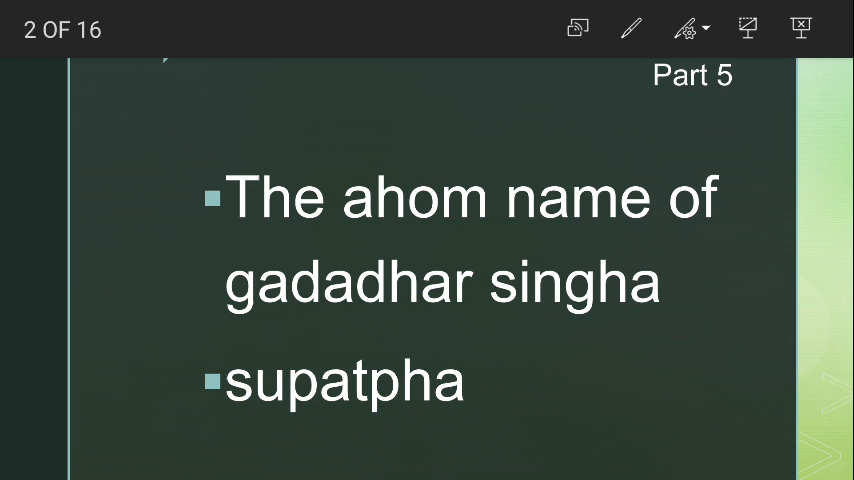 2 OF 16
Part 5
The ahom name of
gadadhar singha
supatpha